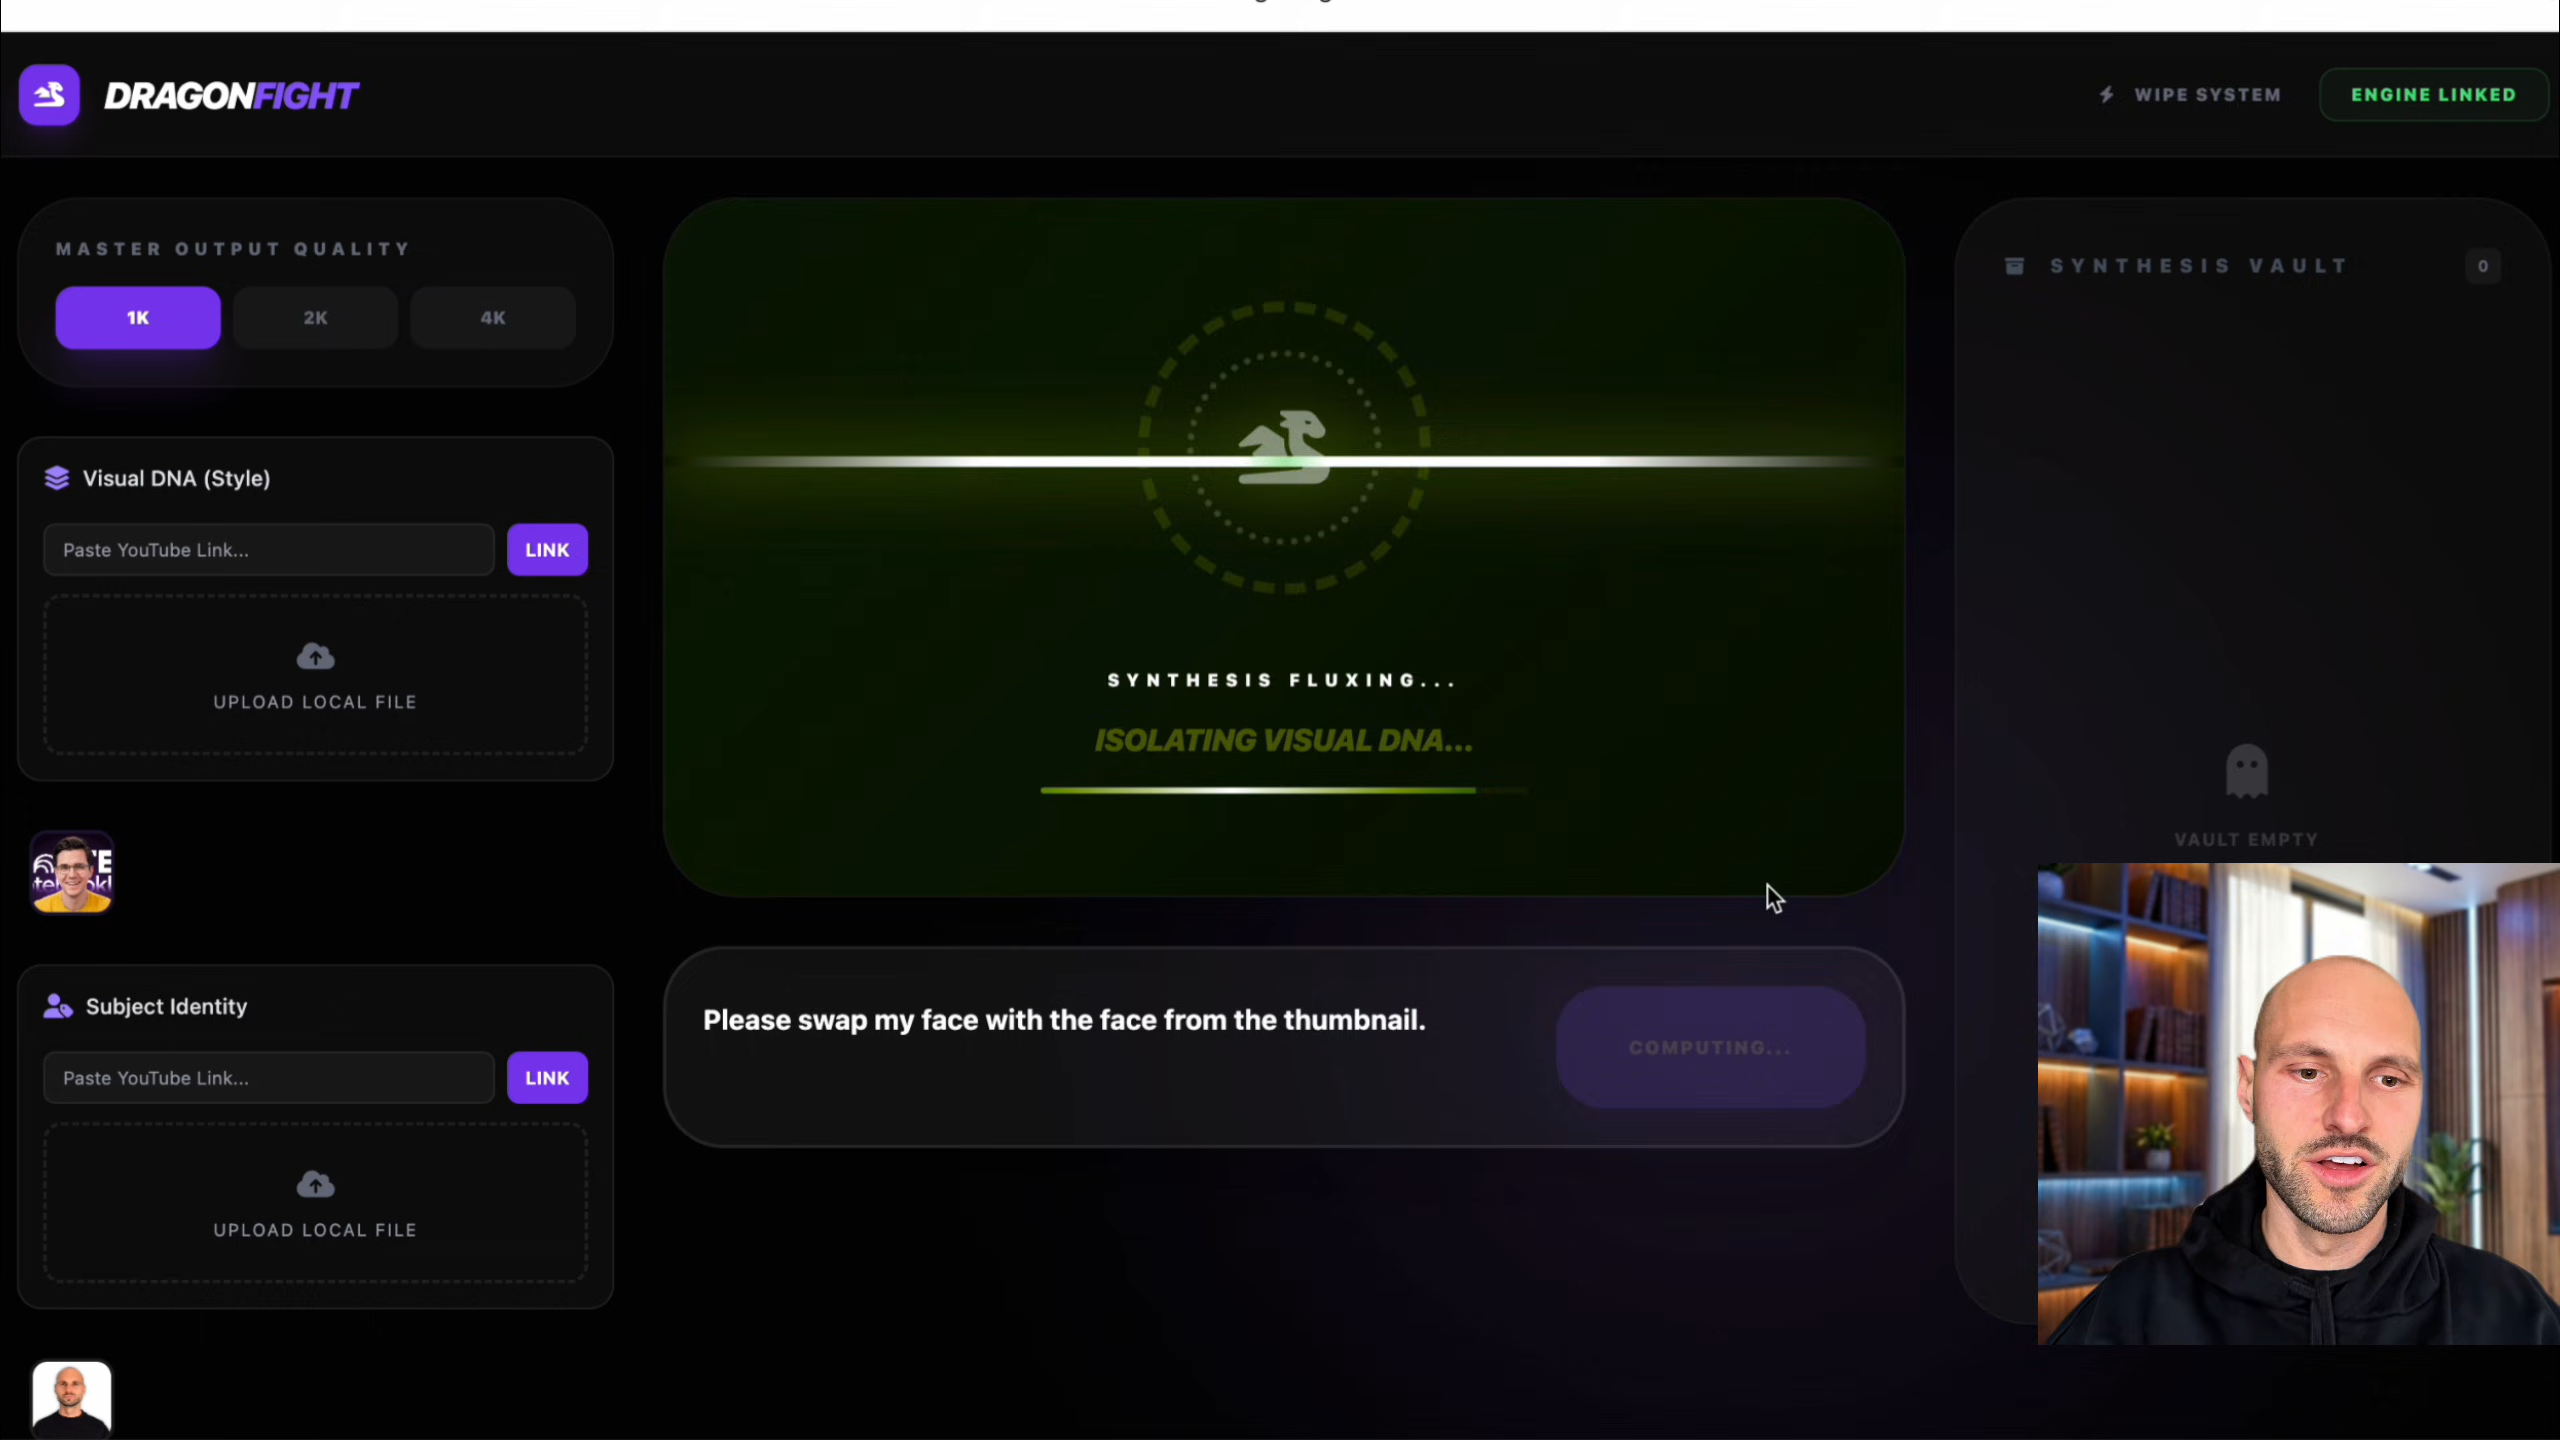 DRAGONFIGHT
WIPE SYSTEM
ENGINE LINKED
MASTER OUTPUT QUALITY
1K
2K
4K
Visual DNA (Style)
Paste YouTube Link...
LINK
UPLOAD LOCAL FILE
Subject Identity
Paste YouTube Link...
LINK
UPLOAD LOCAL FILE
SYNTHESIS FLUXING...
ISOLATING VISUAL DNA...
Please swap my face with the face from the thumbnail.
COMPUTING...
SYNTHESIS VAULT
0
VAULT EMPTY